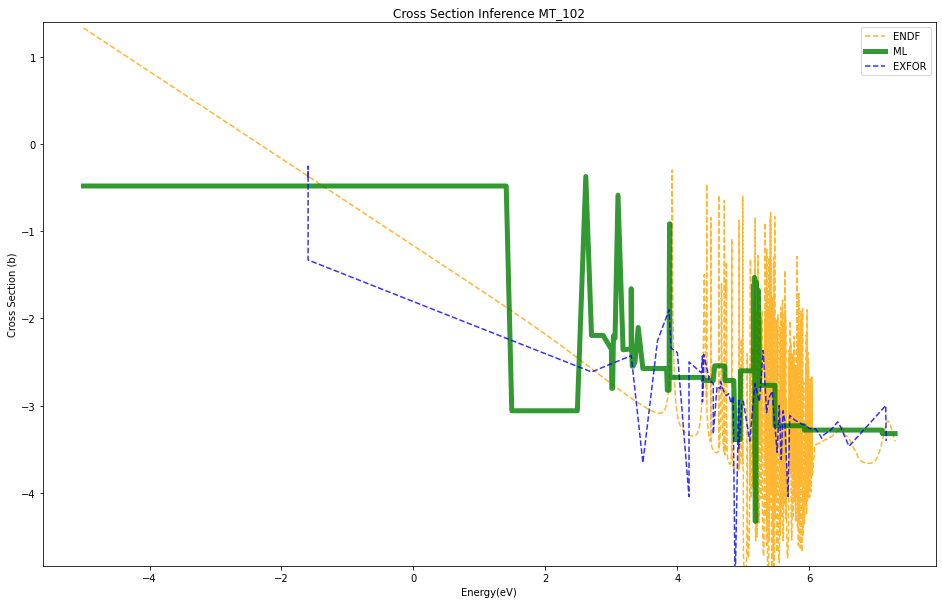 Cross Section Inference MT_102
ENDF
ML
EXFOR
Cross Section (b)
1
0
−1
−2
−3
−4
−4
−2
0
2
4
6
Energy(eV)